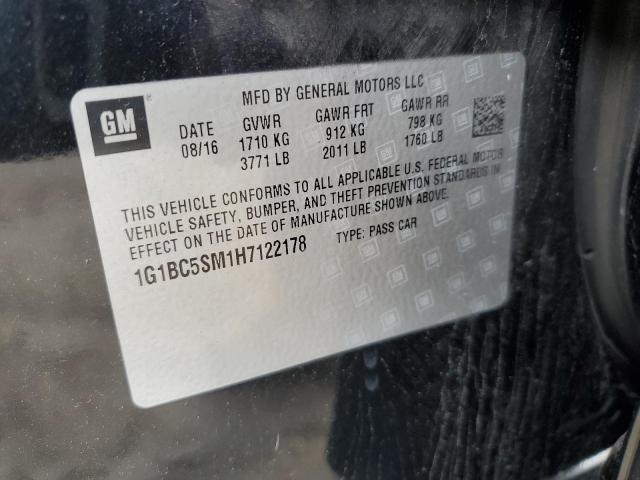 MFD BY GENERAL MOTORS LLC
GM
DATE GVWR GAWR FRT GAWR RR
08/16 1710 KG 912 KG 798 KG
3771 LB 2011 LB 1760 LB
THIS VEHICLE CONFORMS TO ALL APPLICABLE U.S. FEDERAL MOTOR
VEHICLE SAFETY, BUMPER, AND THEFT PREVENTION STANDARDS IN
EFFECT ON THE DATE OF MANUFACTURE SHOWN ABOVE.
1G1BC5SM1H7122178 TYPE: PASS CAR